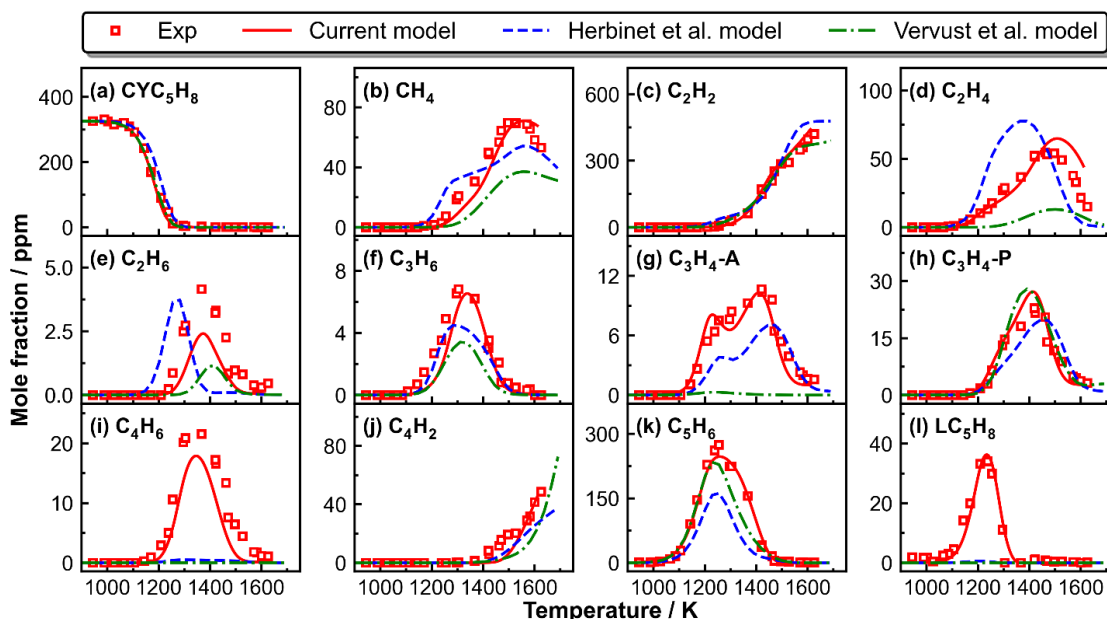 Exp Current model Herbinet et al. model Vervust et al. model
(a) CYC₅H₈ (b) CH₄ (c) C₂H₂ (d) C₂H₄
400 80 600 100
200 40 300 50
0 0 0 0
(e) C₂H₆ (f) C₃H₆ (g) C₃H₄-A (h) C₃H₄-P
5.0 8 12 30
2.5 4 6 15
0.0 0 0 0
(i) C₄H₆ (j) C₄H₂ (k) C₅H₆ (l) LC₅H₈
20 80 300 40
10 40 150 20
0 0 0 0
1000 1200 1400 1600 1000 1200 1400 1600 1000 1200 1400 1600 1000 1200 1400 1600
Mole fraction / ppm
Temperature / K